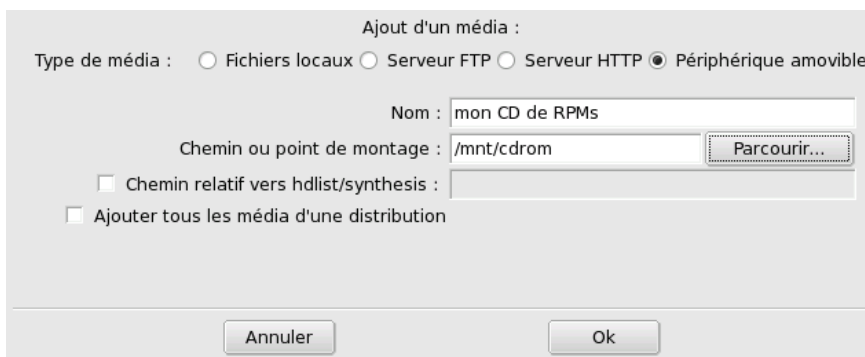 Ajout d'un média :
Type de média : Fichiers locaux Serveur FTP Serveur HTTP Périphérique amovible
Nom : mon CD de RPMs
Chemin ou point de montage : /mnt/cdrom Parcourir...
Chemin relatif vers hdlist/synthesis :
Ajouter tous les média d'une distribution
Annuler Ok